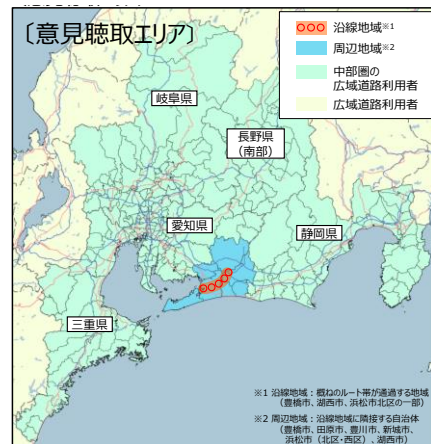 〔意見聴取エリア〕
沿線地域※1
周辺地域※2
中部圏の
広域道路利用者
広域道路利用者
岐阜県
長野県
(南部)
愛知県
静岡県
三重県
※1 沿線地域：概ねのルート帯が通過する地域
(豊橋市、湖西市、浜松市北区の一部)
※2 周辺地域：沿線地域に隣接する自治体
(豊橋市、田原市、豊川市、新城市、
浜松市（北区・西区）、湖西市)